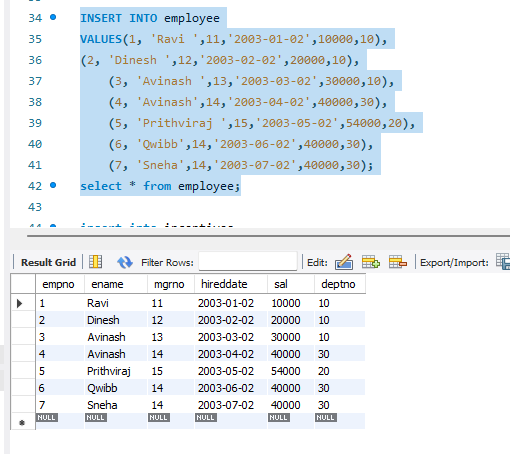 34 INSERT INTO employee
35 VALUES(1, 'Ravi ',11,'2003-01-02',10000,10),
36 (2, 'Dinesh ',12,'2003-02-02',20000,10),
37 (3, 'Avinash ',13,'2003-03-02',30000,10),
38 (4, 'Avinash',14,'2003-04-02',40000,30),
39 (5, 'Prithviraj ',15,'2003-05-02',54000,20),
40 (6, 'Qwibb',14,'2003-06-02',40000,30),
41 (7, 'Sneha',14,'2003-07-02',40000,30);
42 select * from employee;
43
44 insert into incentives
Result Grid Filter Rows: Edit: Export/Import:
empno ename mgrno hireddate sal deptno
1 Ravi 11 2003-01-02 10000 10
2 Dinesh 12 2003-02-02 20000 10
3 Avinash 13 2003-03-02 30000 10
4 Avinash 14 2003-04-02 40000 30
5 Prithviraj 15 2003-05-02 54000 20
6 Qwibb 14 2003-06-02 40000 30
7 Sneha 14 2003-07-02 40000 30
NULL NULL NULL NULL NULL NULL